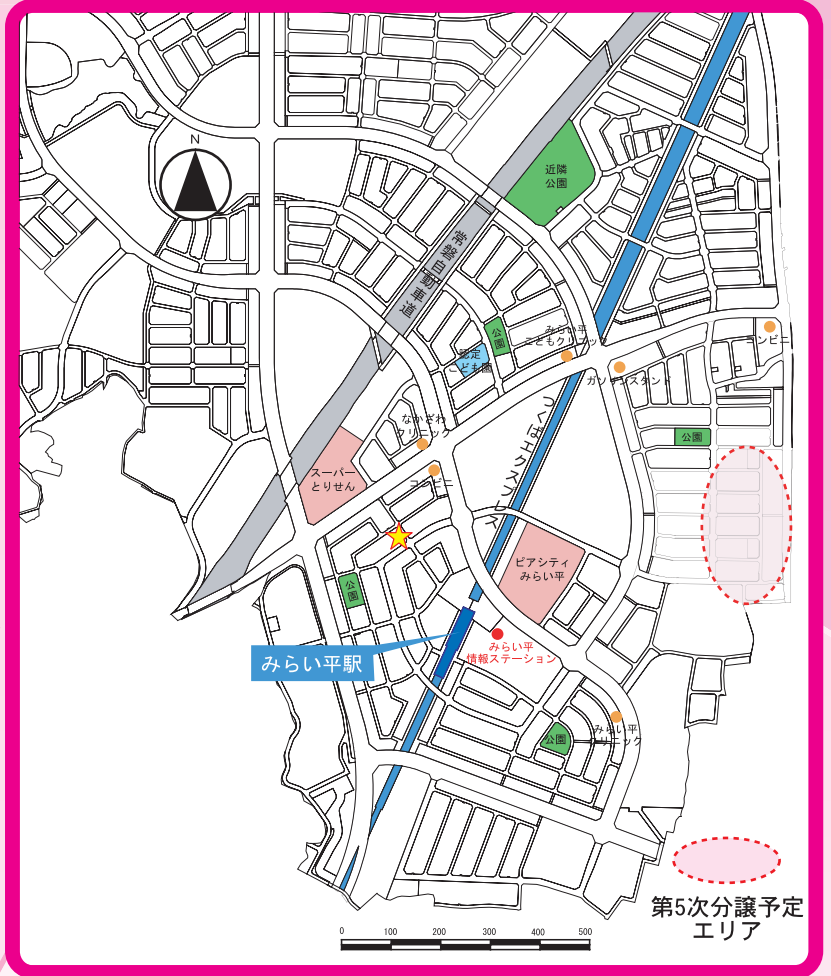 N
近隣
公園
常磐自動車道
公園
認定
こども園
みらい平
こどもクリニック
コンビニ
ガソリンスタンド
なかざわ
クリニック
つくばエクスプレス
公園
スーパー
とりせん
コンビニ
ピアシティ
みらい平
公園
みらい平駅
みらい平
情報ステーション
公園
みらい平
クリニック
第5次分譲予定
エリア
0 100 200 300 400 500